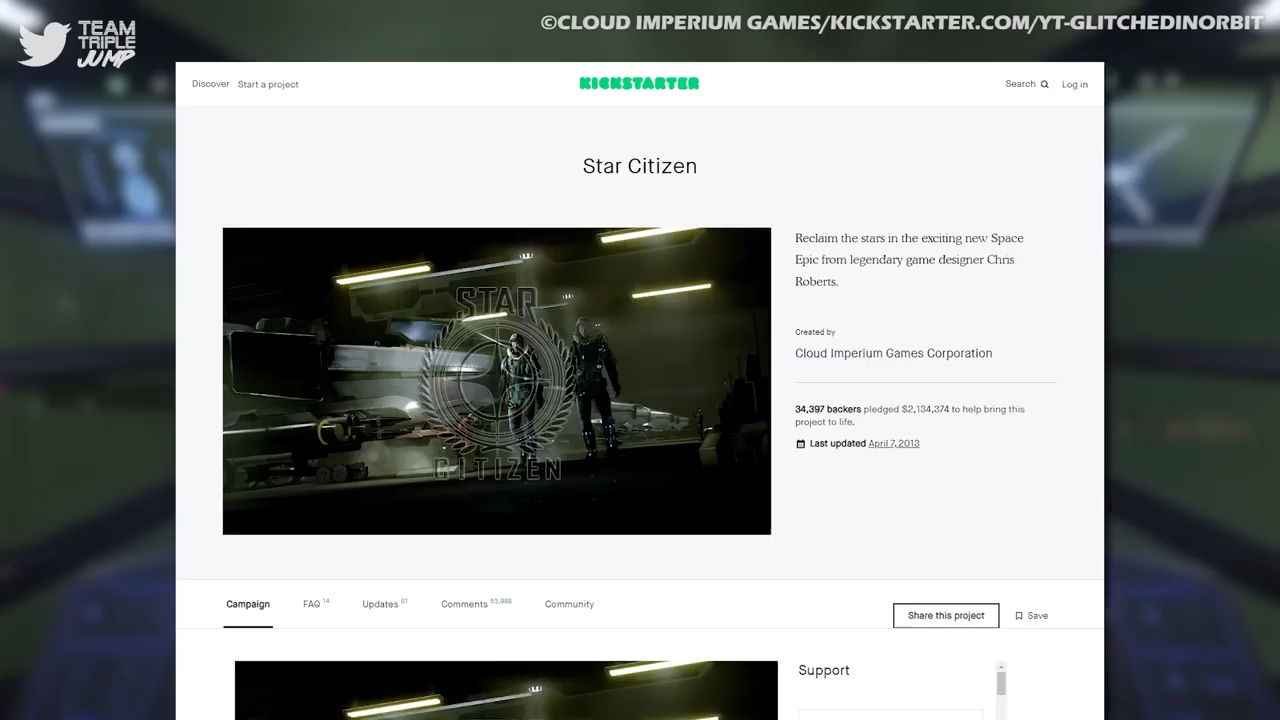 ©CLOUD IMPERIUM GAMES/KICKSTARTER.COM/YT-GLITCHEDINORBIT
TEAM
TRIPLE
JUMP
Discover Start a project
KICKSTARTER
Search
Log in
Star Citizen
STAR
CITIZEN
Reclaim the stars in the exciting new Space
Epic from legendary game designer Chris
Roberts.
Created by
Cloud Imperium Games Corporation
34,397 backers pledged $2,134,374 to help bring this
project to life.
Last updated April 7, 2013
Campaign FAQ 14 Updates 61 Comments 53,988 Community
Share this project
Save
Support